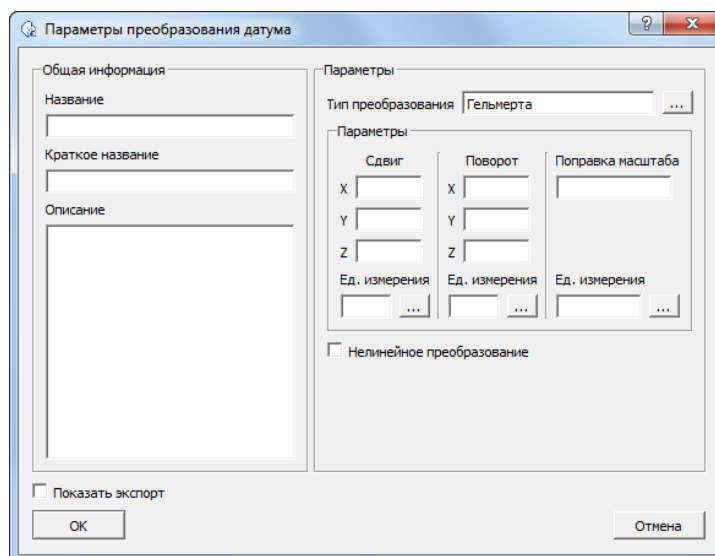 Параметры преобразования датума
Общая информация
Название
Краткое название
Описание
Параметры
Тип преобразования Гельмерта ...
Параметры
Сдвиг Поворот Поправка масштаба
X X
Y Y
Z Z
Ед. измерения Ед. измерения Ед. измерения
... ... ...
Нелинейное преобразование
Показать экспорт
ОК Отмена